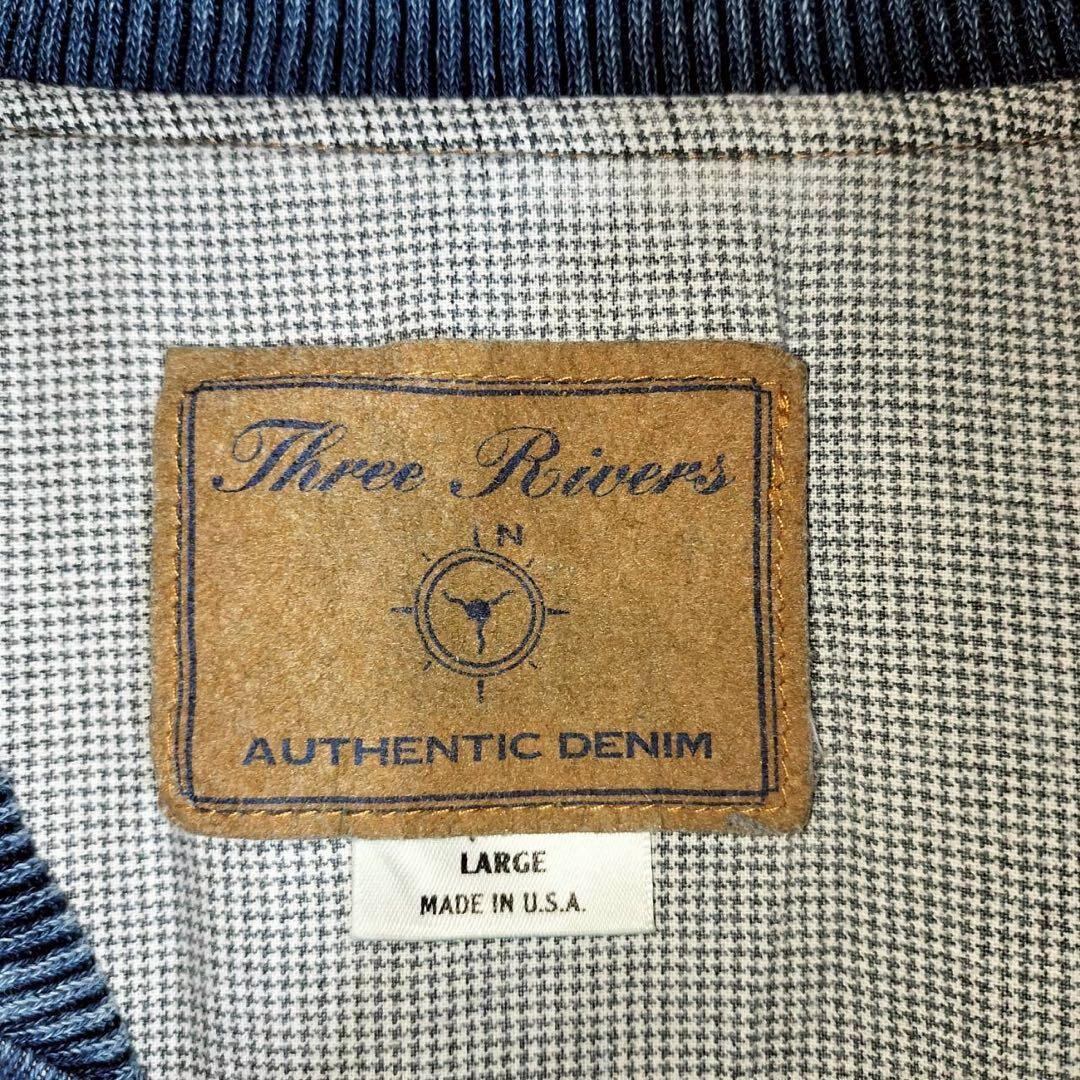 Three Rivers
N
AUTHENTIC DENIM
LARGE
MADE IN U.S.A.